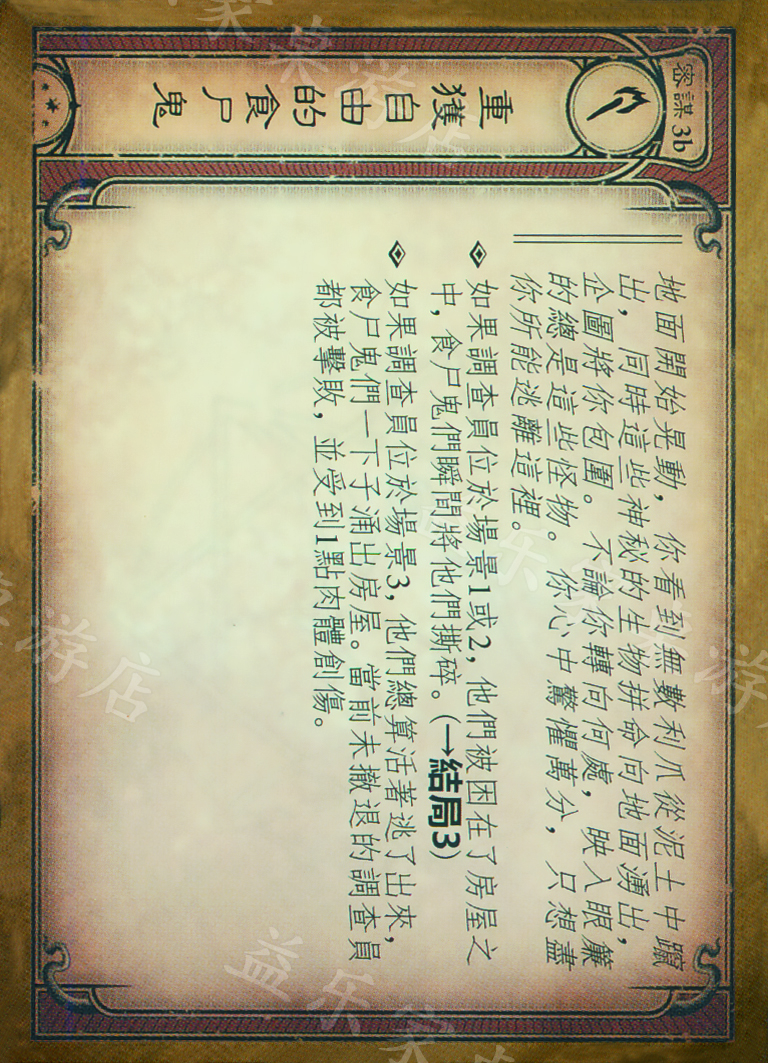 密謀 3b
重獲自由的食尸鬼
地面開始晃動，你看到無數利爪從泥土中躥
出，同時這些神秘的生物拼命向地面湧出，
企圖將你包圍。不論你轉向何處，映入眼簾
的總是這些怪物。你心中驚懼萬分，只想盡
你所能逃離這裡。
如果調查員位於場景1或2，他們被困在了房屋之
中，食尸鬼們瞬間將他們撕碎。(→結局3)
如果調查員位於場景3，他們總算活著逃了出來，
食尸鬼們一下子涌出房屋。當前未撤退的調查員
都被擊敗，並受到1點肉體創傷。
益乐家桌游店